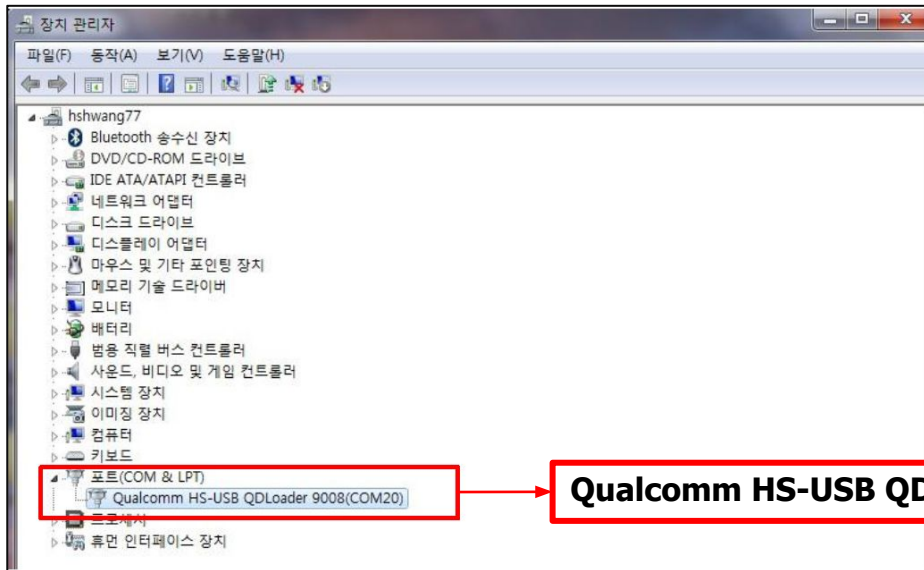 장치 관리자
파일(F) 동작(A) 보기(V) 도움말(H)
hshwang77
Bluetooth 송수신 장치
DVD/CD-ROM 드라이브
IDE ATA/ATAPI 컨트롤러
네트워크 어댑터
디스크 드라이브
디스플레이 어댑터
마우스 및 기타 포인팅 장치
메모리 기술 드라이버
모니터
배터리
범용 직렬 버스 컨트롤러
사운드, 비디오 및 게임 컨트롤러
시스템 장치
이미징 장치
컴퓨터
키보드
포트(COM & LPT)
Qualcomm HS-USB QDLoader 9008(COM20)
Qualcomm HS-USB QD
프로세서
휴먼 인터페이스 장치